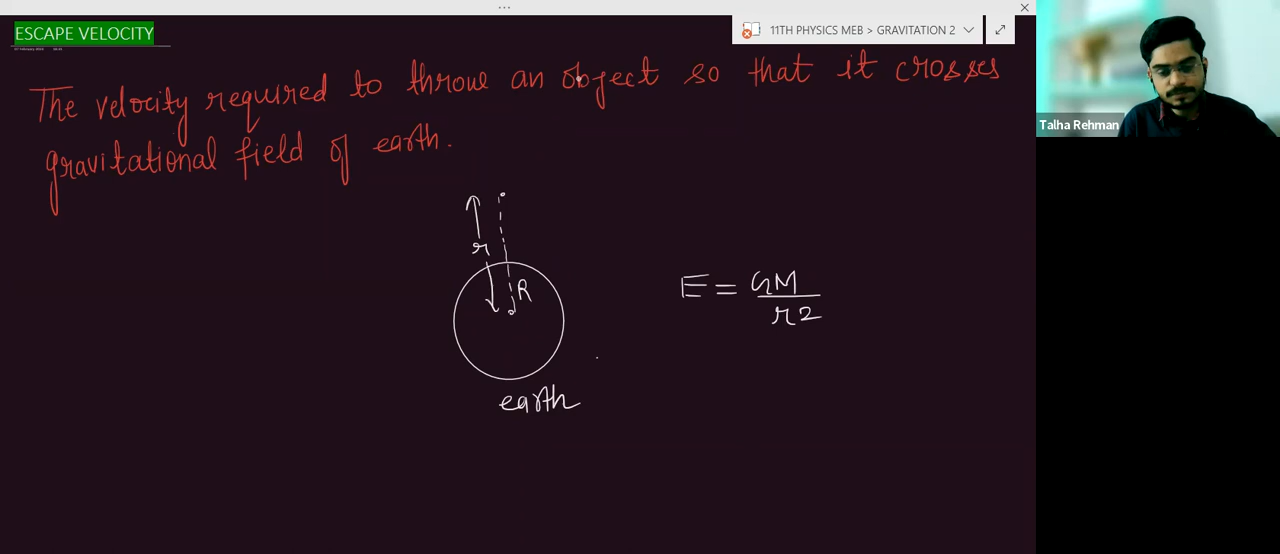 ESCAPE VELOCITY
11TH PHYSICS MEB > GRAVITATION 2
The velocity required to throw an object so that it crosses
gravitational field of earth.
Talha Rehman
r
R
E = GM
r2
earth